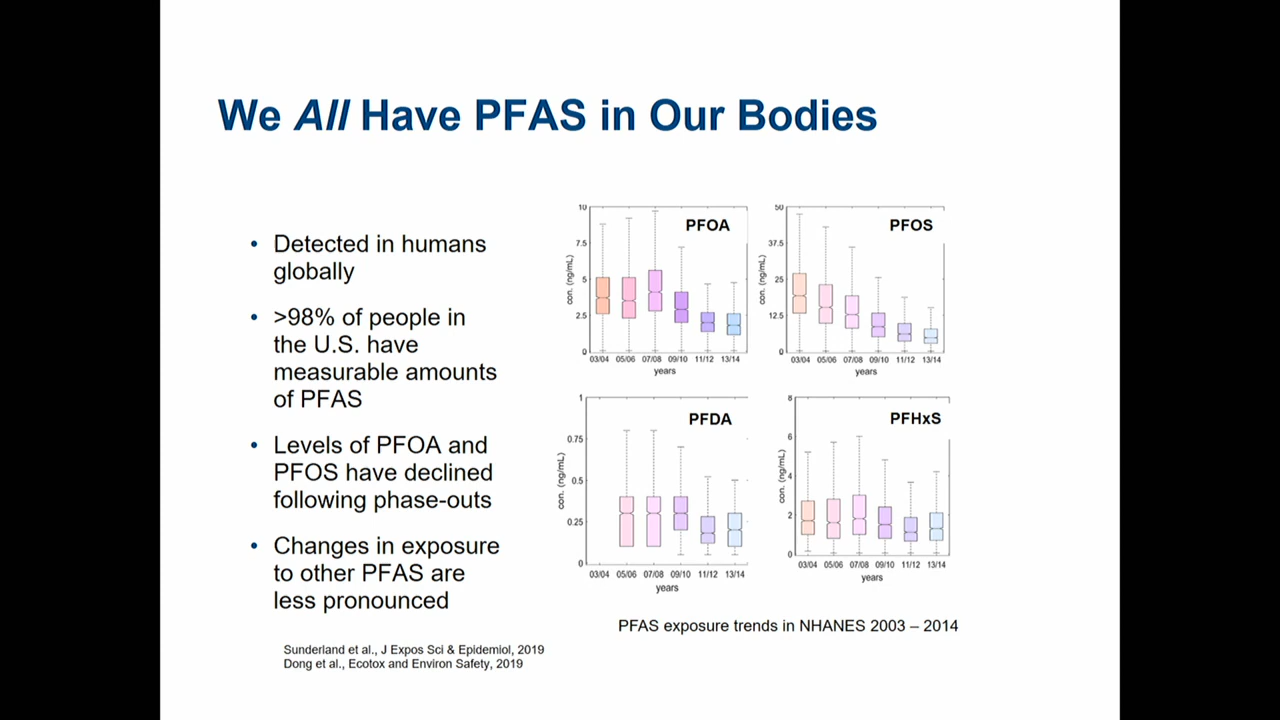 We All Have PFAS in Our Bodies
• Detected in humans
globally
• >98% of people in
the U.S. have
measurable amounts
of PFAS
• Levels of PFOA and
PFOS have declined
following phase-outs
• Changes in exposure
to other PFAS are
less pronounced
Sunderland et al., J Expos Sci & Epidemiol, 2019
Dong et al., Ecotox and Environ Safety, 2019
PFOA
10
7.5
5
2.5
0
con. (ng/mL)
03/04 05/06 07/08 09/10 11/12 13/14
years
PFOS
50
37.5
25
12.5
0
con. (ng/mL)
03/04 05/06 07/08 09/10 11/12 13/14
years
PFDA
1
0.75
0.5
0.25
0
con. (ng/mL)
03/04 05/06 07/08 09/10 11/12 13/14
years
PFHxS
8
6
4
2
0
con. (ng/mL)
03/04 05/06 07/08 09/10 11/12 13/14
years
PFAS exposure trends in NHANES 2003 – 2014